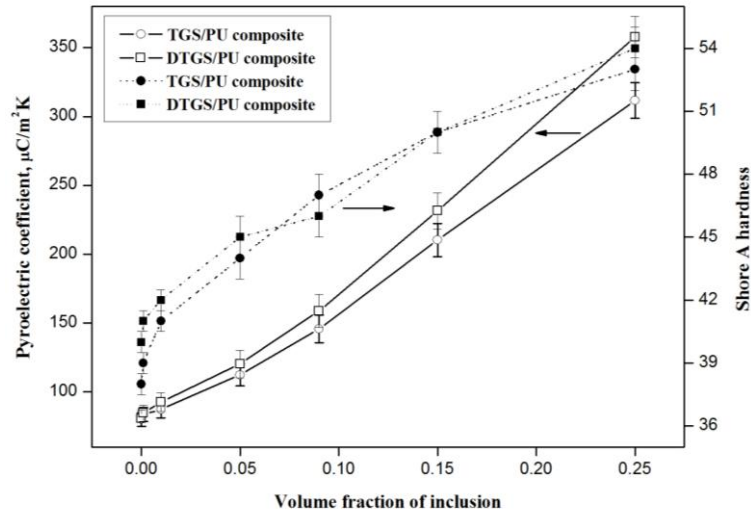 TGS/PU composite
DTGS/PU composite
TGS/PU composite
DTGS/PU composite
Pyroelectric coefficient, μC/m²K
350
300
250
200
150
100
54
51
48
45
42
39
36
Shore A hardness
0.00
0.05
0.10
0.15
0.20
0.25
Volume fraction of inclusion